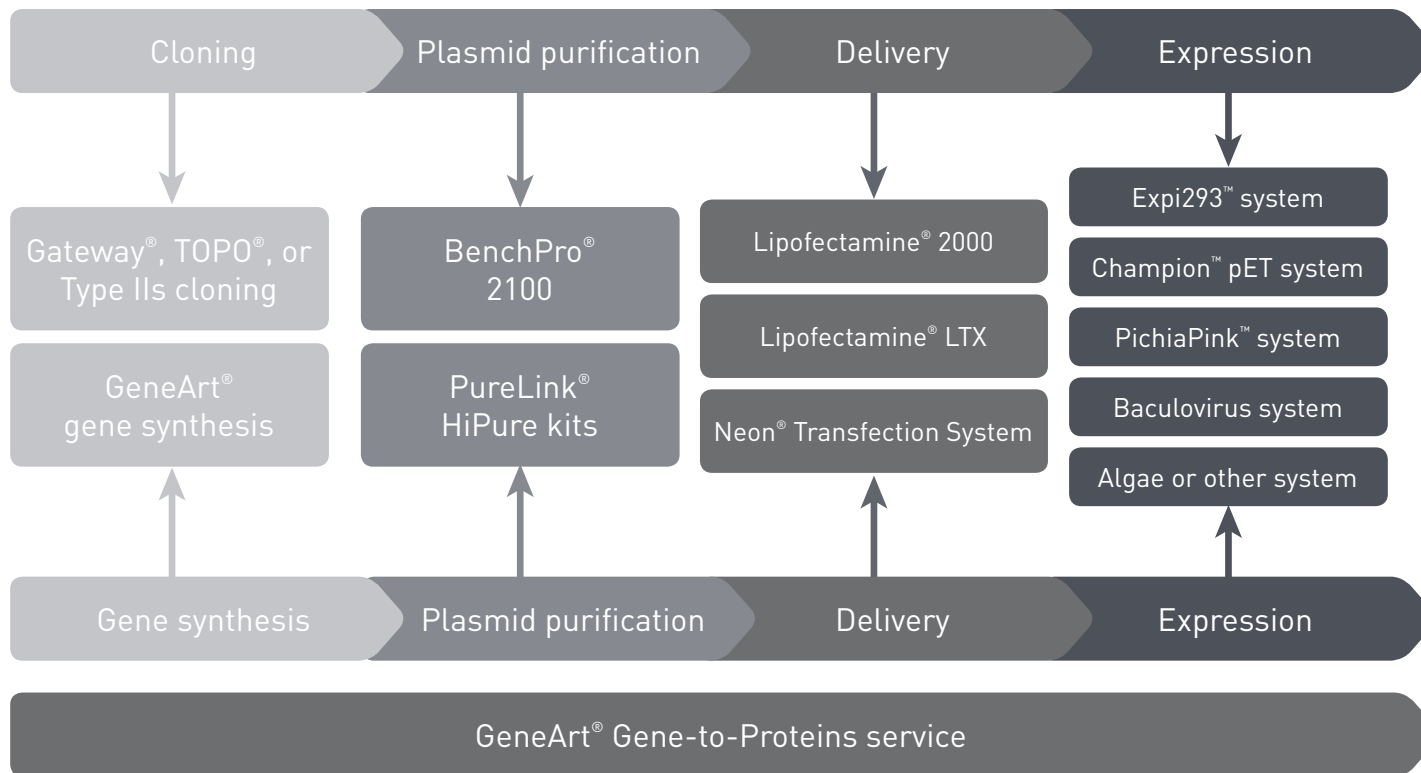 Cloning
Plasmid purification
Delivery
Expression
Gateway®, TOPO®, or
Type IIs cloning
GeneArt®
gene synthesis
BenchPro®
2100
PureLink®
HiPure kits
Lipofectamine® 2000
Lipofectamine® LTX
Neon® Transfection System
Expi293™ system
Champion™ pET system
PichiaPink™ system
Baculovirus system
Algae or other system
Gene synthesis
Plasmid purification
Delivery
Expression
GeneArt® Gene-to-Proteins service